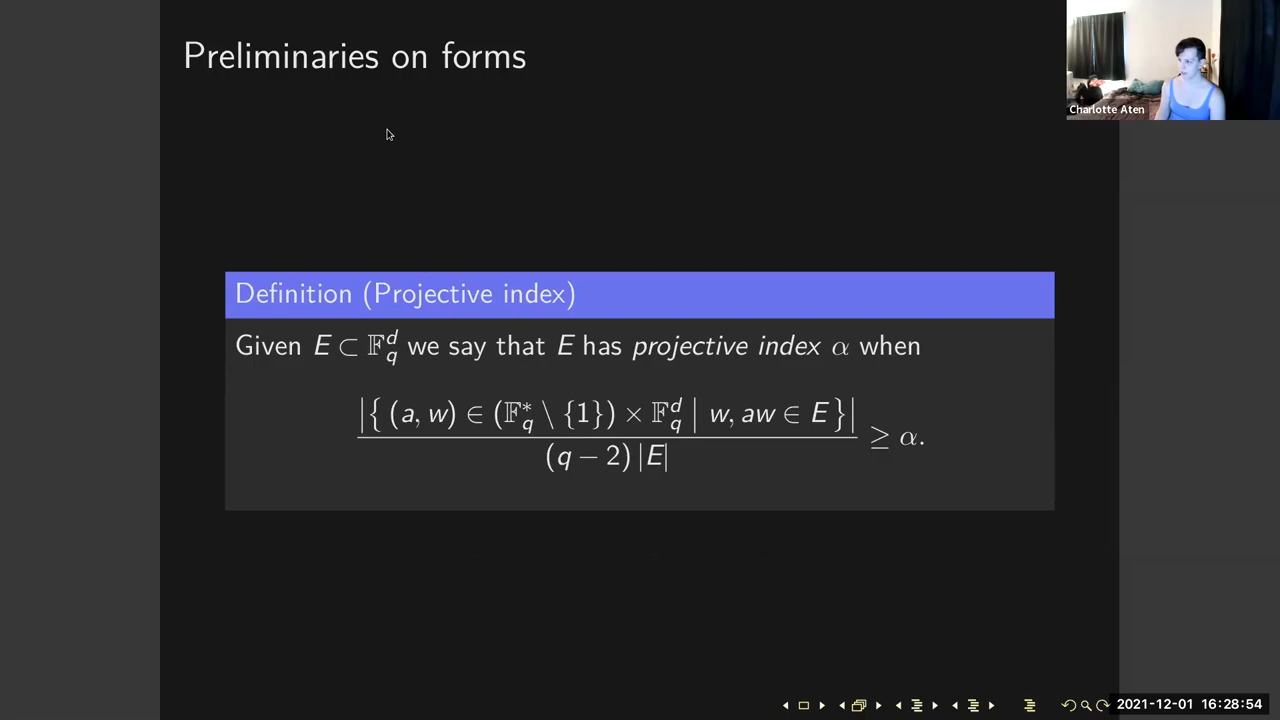 Preliminaries on forms
Charlotte Aten
Definition (Projective index)
Given E ⊂ 𝔽_q^d we say that E has projective index α when
|{ (a, w) ∈ (𝔽_q^* \ {1}) × 𝔽_q^d | w, aw ∈ E }|
(q − 2) |E|
≥ α.
2021-12-01 16:28:54